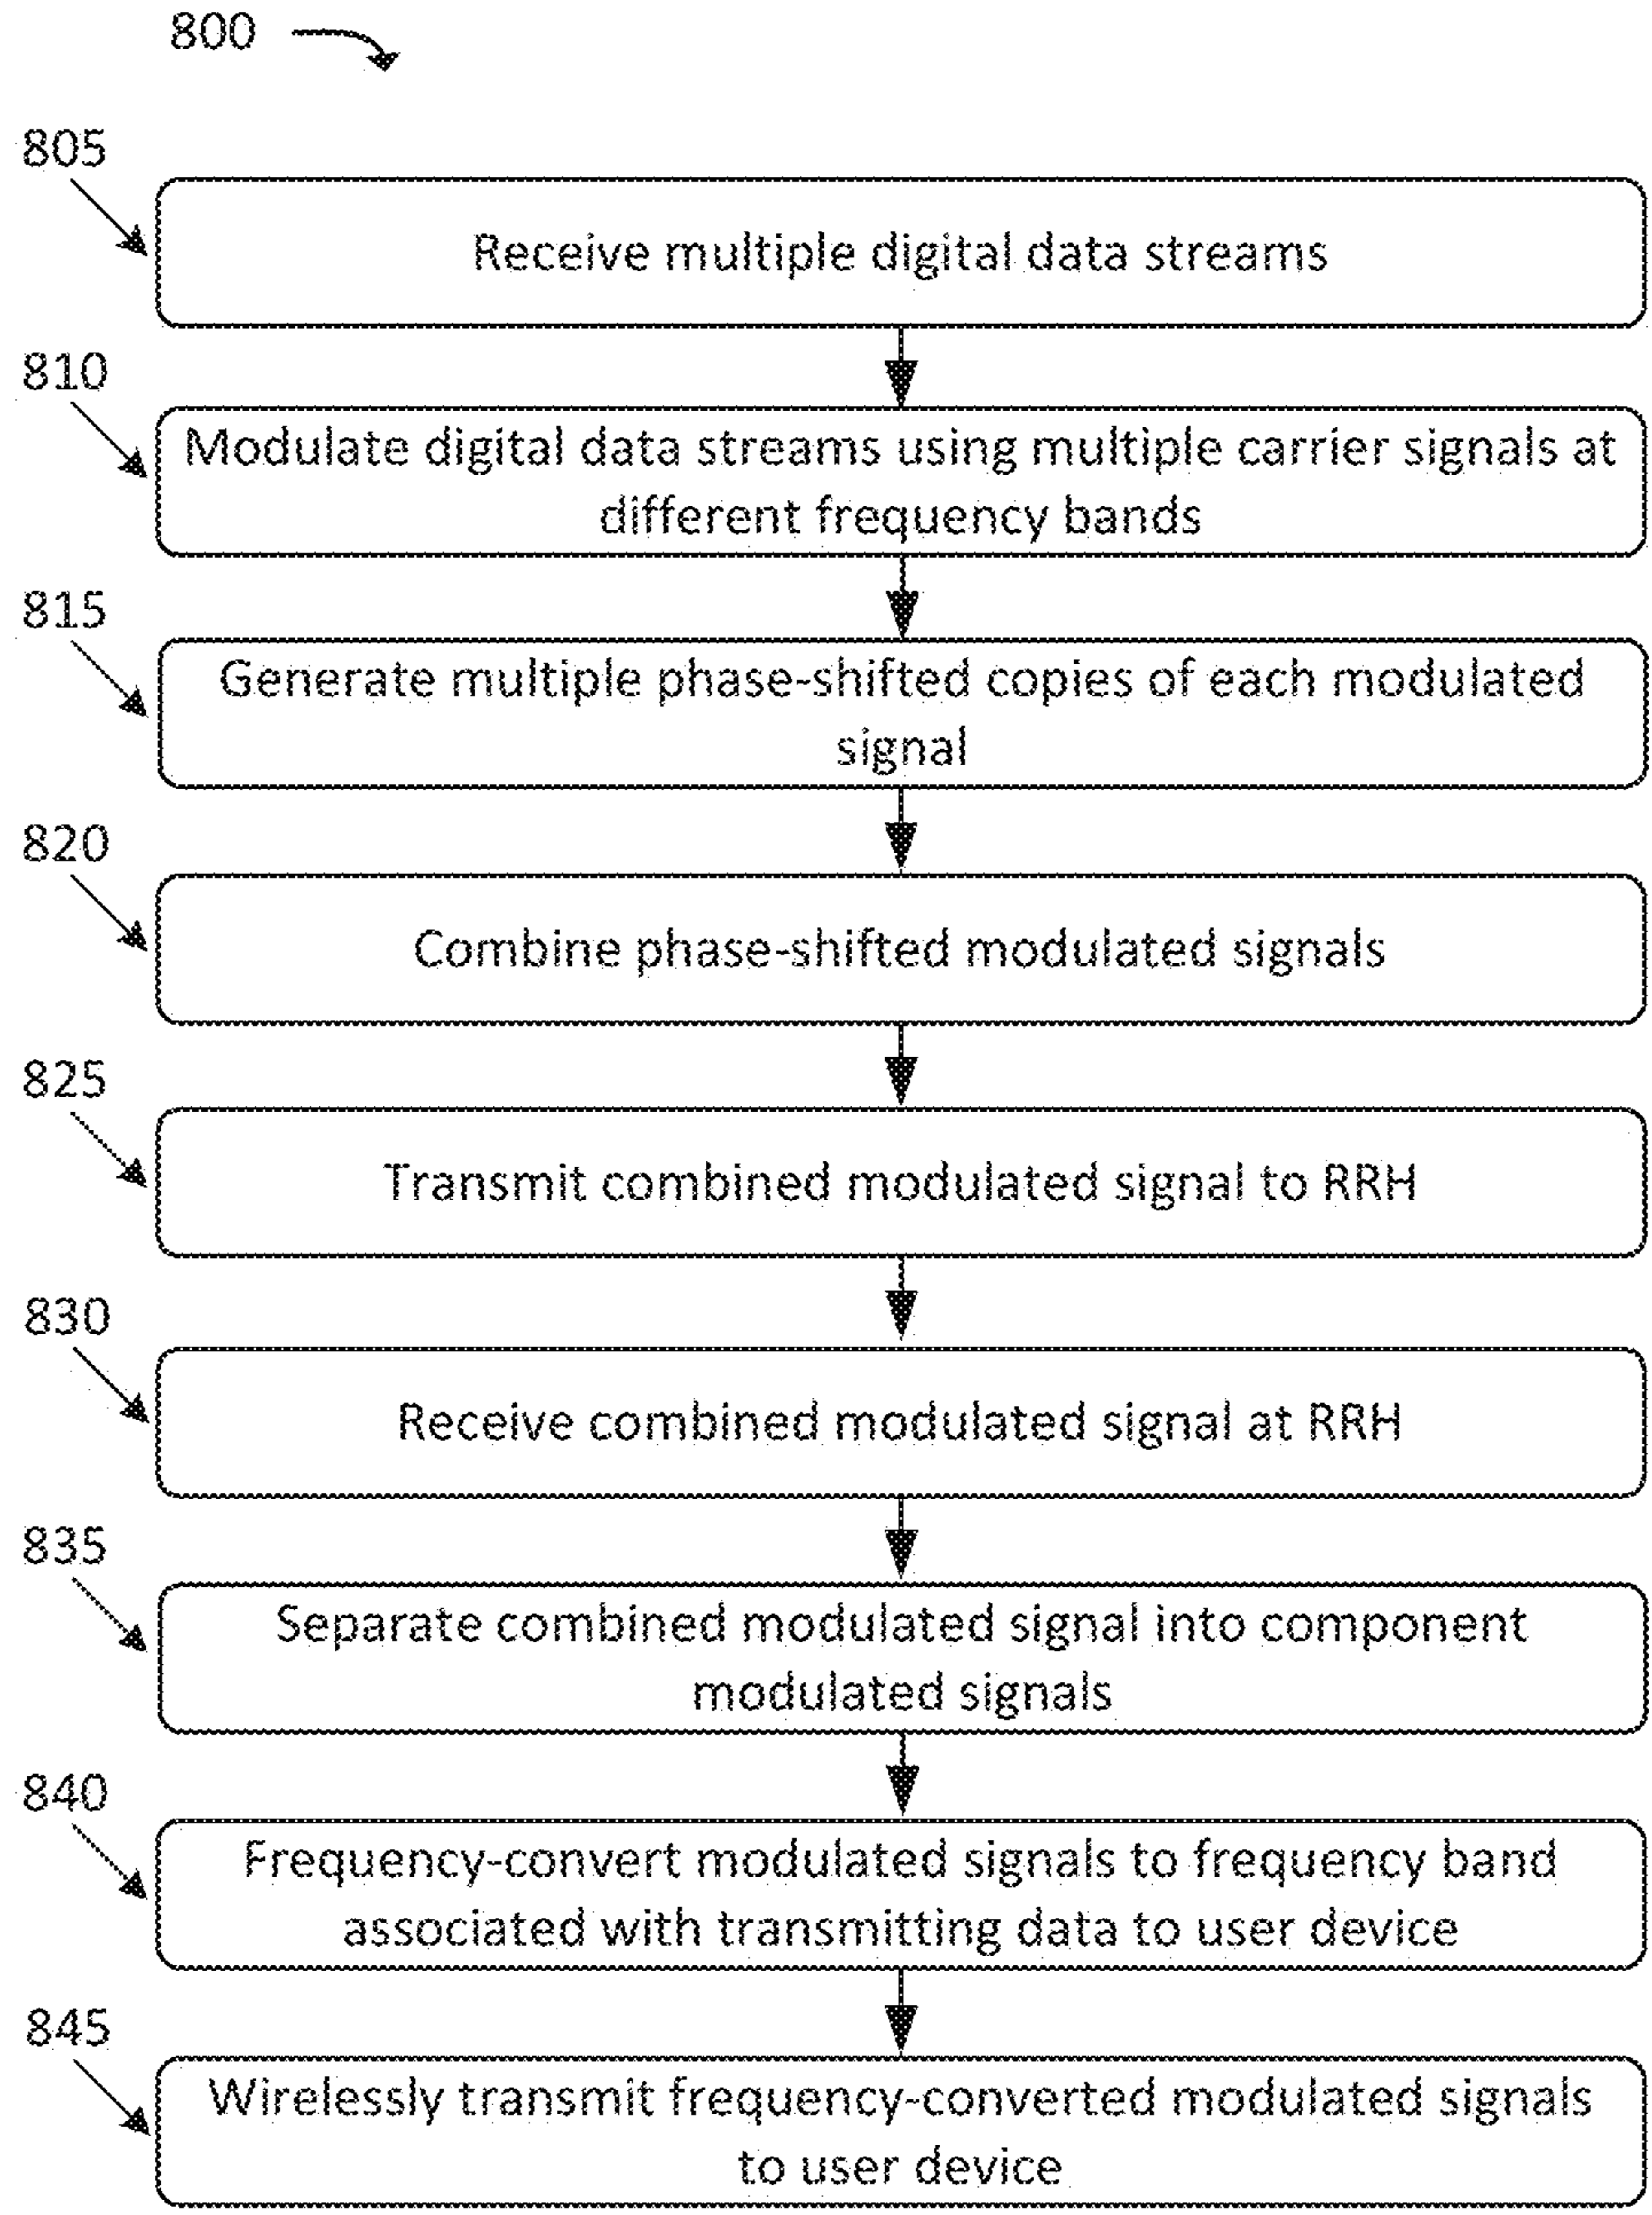 800
805
Receive multiple digital data streams
810
Modulate digital data streams using multiple carrier signals at
different frequency bands
815
Generate multiple phase-shifted copies of each modulated
signal
820
Combine phase-shifted modulated signals
825
Transmit combined modulated signal to RRH
830
Receive combined modulated signal at RRH
835
Separate combined modulated signal into component
modulated signals
840
Frequency-convert modulated signals to frequency band
associated with transmitting data to user device
845
Wirelessly transmit frequency-converted modulated signals
to user device